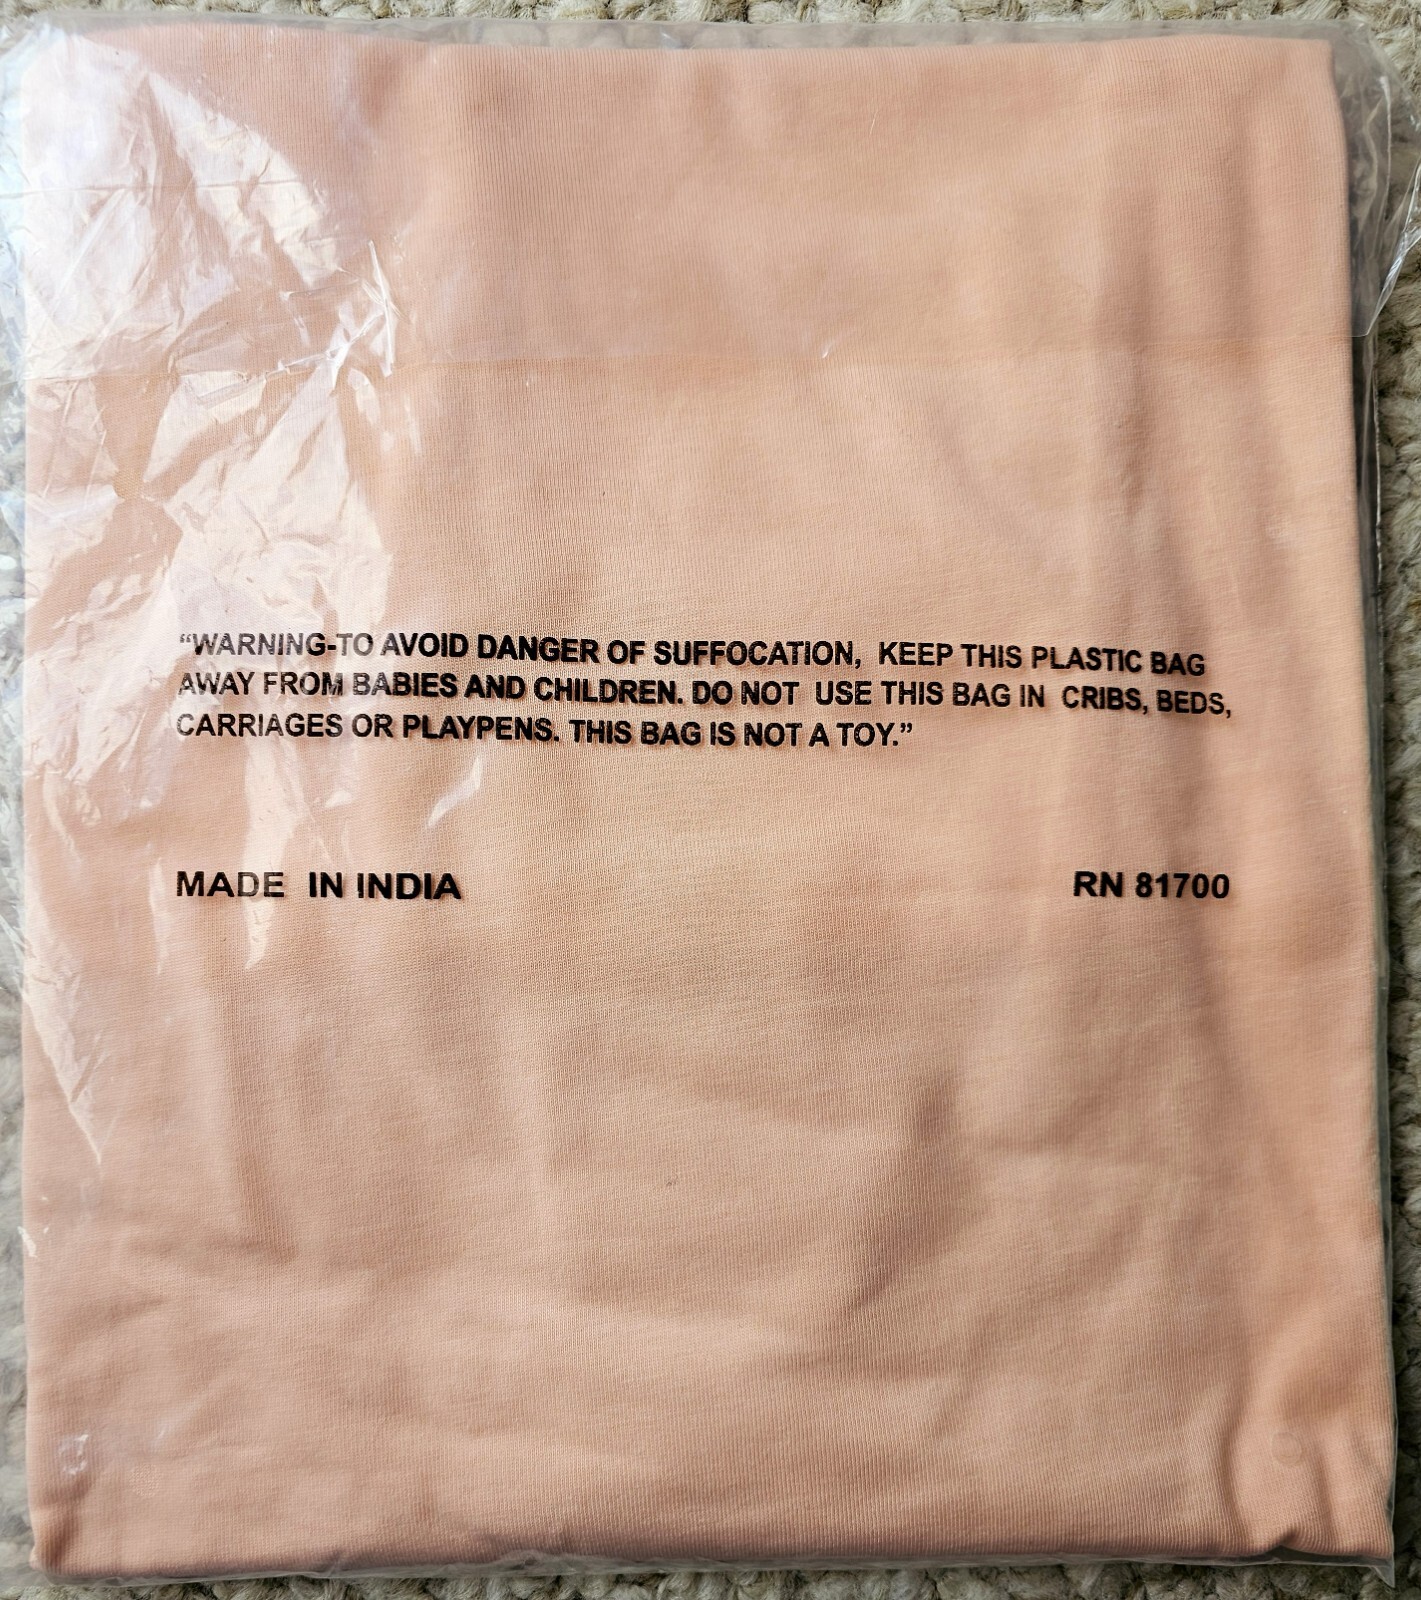 “WARNING-TO AVOID DANGER OF SUFFOCATION, KEEP THIS PLASTIC BAG
AWAY FROM BABIES AND CHILDREN. DO NOT USE THIS BAG IN CRIBS, BEDS,
CARRIAGES OR PLAYPENS. THIS BAG IS NOT A TOY.”
MADE IN INDIA RN 81700